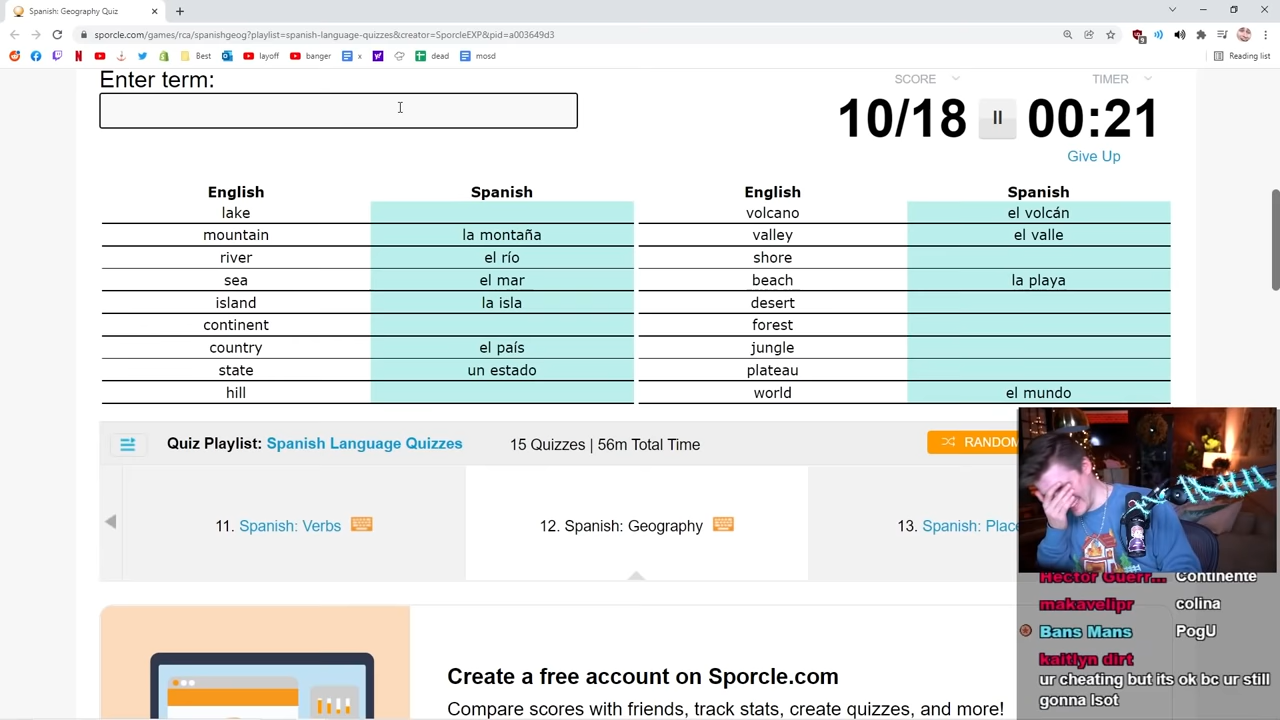 Spanish: Geography Quiz
sporcle.com/games/rca/spanishgeog?playlist=spanish-language-quizzes&creator=SporcleEXP&pid=a003649d3
Best
layoff
banger
x
dead
mosd
Reading list
Enter term:
SCORE
TIMER
10/18
00:21
Give Up
English Spanish English Spanish
lake volcano el volcán
mountain la montaña valley el valle
river el río shore
sea el mar beach la playa
island la isla desert
continent forest
country el país jungle
state un estado plateau
hill world el mundo
Quiz Playlist: Spanish Language Quizzes 15 Quizzes | 56m Total Time
RANDOM
11. Spanish: Verbs
12. Spanish: Geography
13. Spanish: Place
Hector Guerr... Continente
makavelipr colina
Bans Mans PogU
kaitlyn dirt
ur cheating but its ok bc ur still
gonna lsot
Create a free account on Sporcle.com
Compare scores with friends, track stats, create quizzes, and more!